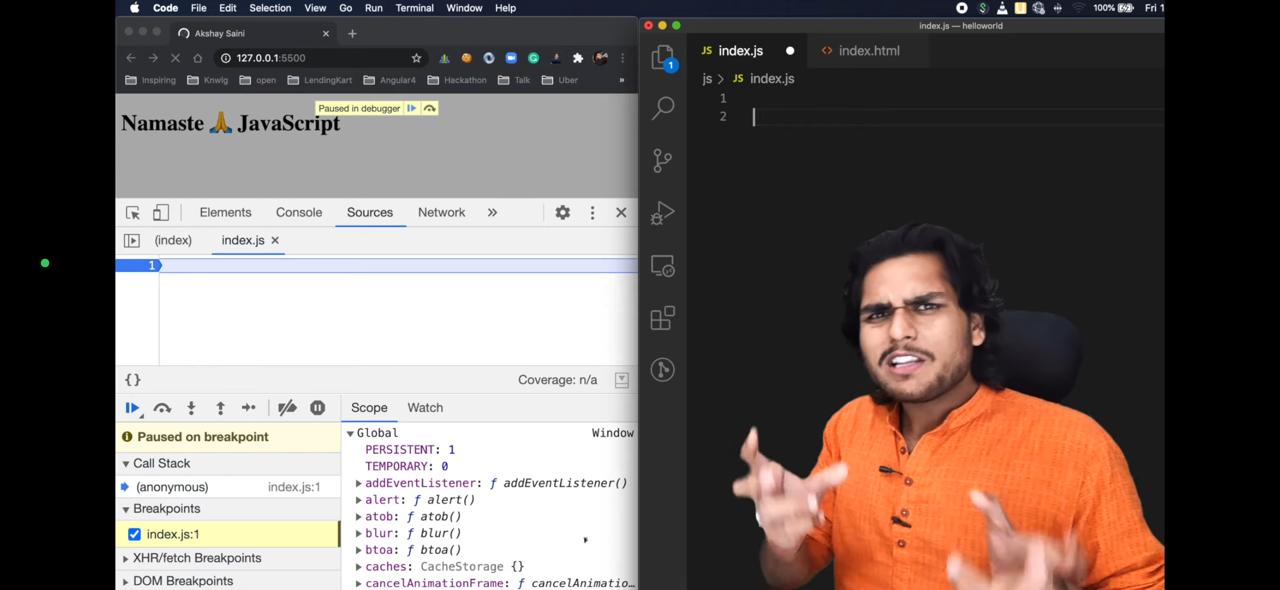 Code File Edit Selection View Go Run Terminal Window Help 100% Fri 1
Akshay Saini
127.0.0.1:5500
Inspiring Knwlg open LendingKart Angular4 Hackathon Talk Uber »
Paused in debugger
Namaste 🙏 JavaScript
Elements Console Sources Network »
(index) index.js
1
{} Coverage: n/a
Scope Watch
Paused on breakpoint
Call Stack
(anonymous) index.js:1
Breakpoints
index.js:1
XHR/fetch Breakpoints
DOM Breakpoints
Global Window
PERSISTENT: 1
TEMPORARY: 0
addEventListener: ƒ addEventListener()
alert: ƒ alert()
atob: ƒ atob()
blur: ƒ blur()
btoa: ƒ btoa()
caches: CacheStorage {}
cancelAnimationFrame: ƒ cancelAnimatio…
index.js — helloworld
JS index.js <> index.html
1
js > JS index.js
1
2